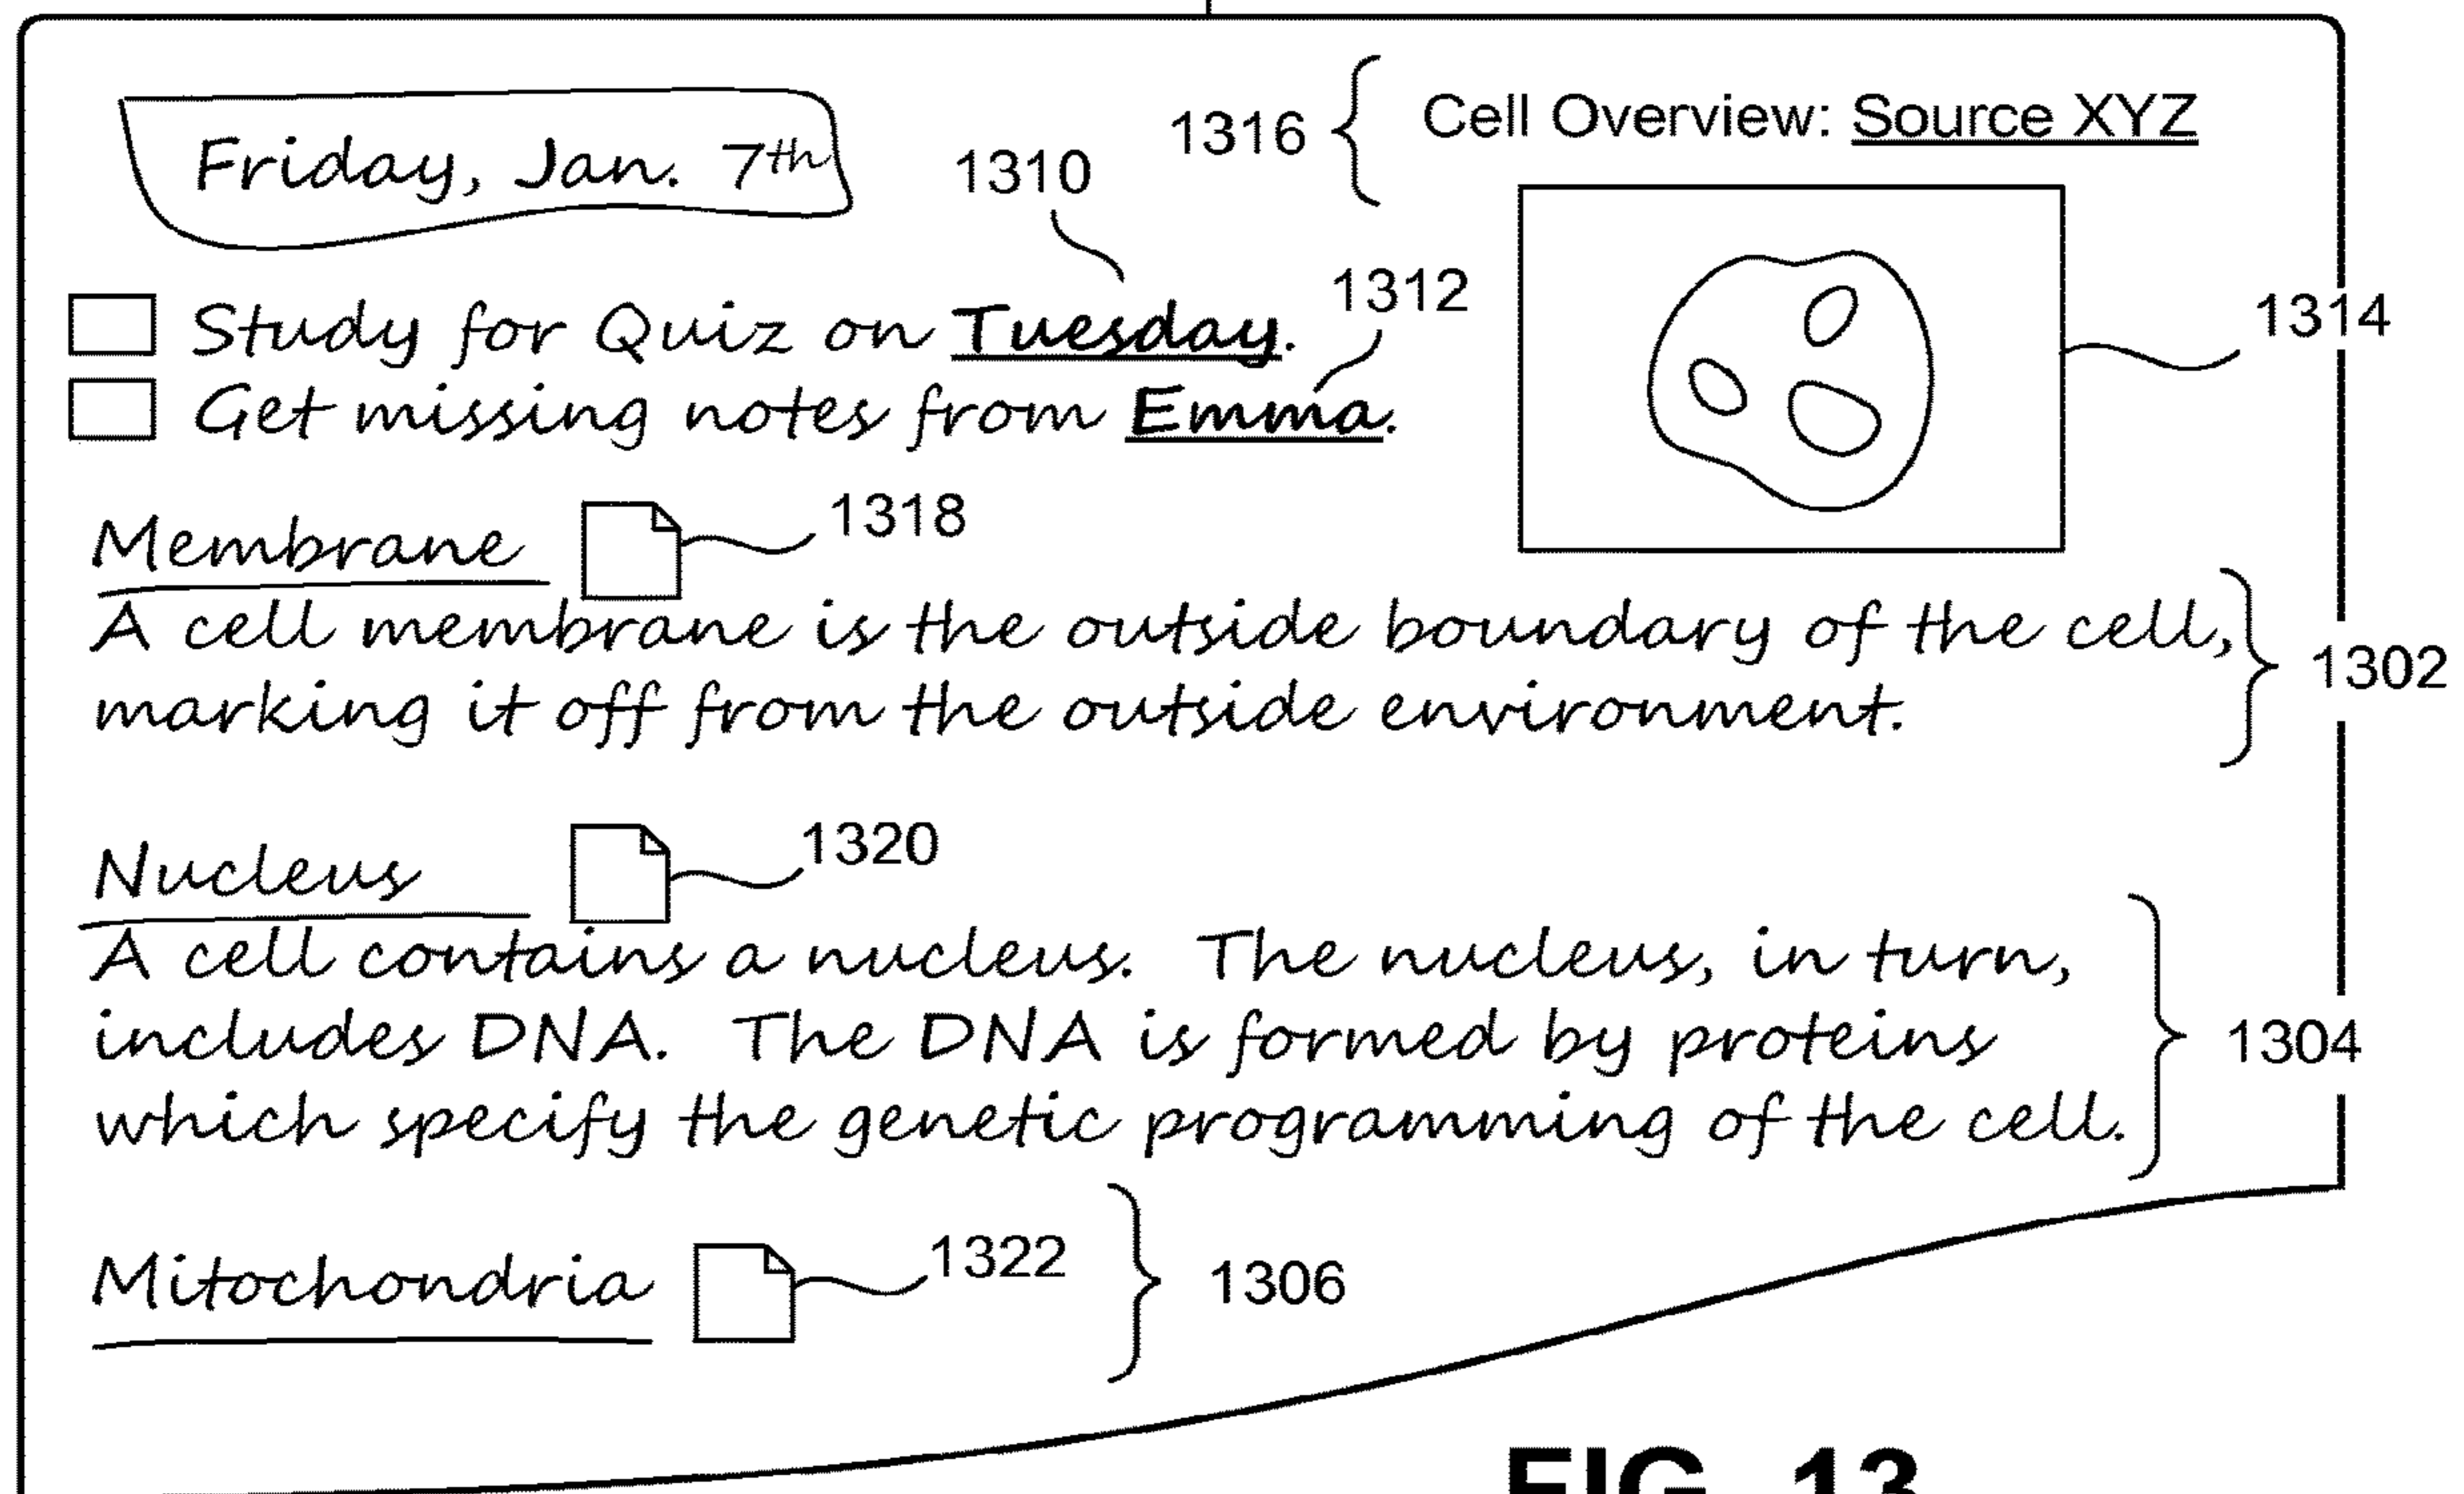 Friday, Jan. 7th
1316
Cell Overview: Source XYZ
1310
1312
1314
Study for Quiz on Tuesday.
Get missing notes from Emma.
Membrane
1318
A cell membrane is the outside boundary of the cell,
marking it off from the outside environment.
1302
Nucleus
1320
A cell contains a nucleus. The nucleus, in turn,
includes DNA. The DNA is formed by proteins
which specify the genetic programming of the cell.
1304
Mitochondria
1322
1306
FIG. 13